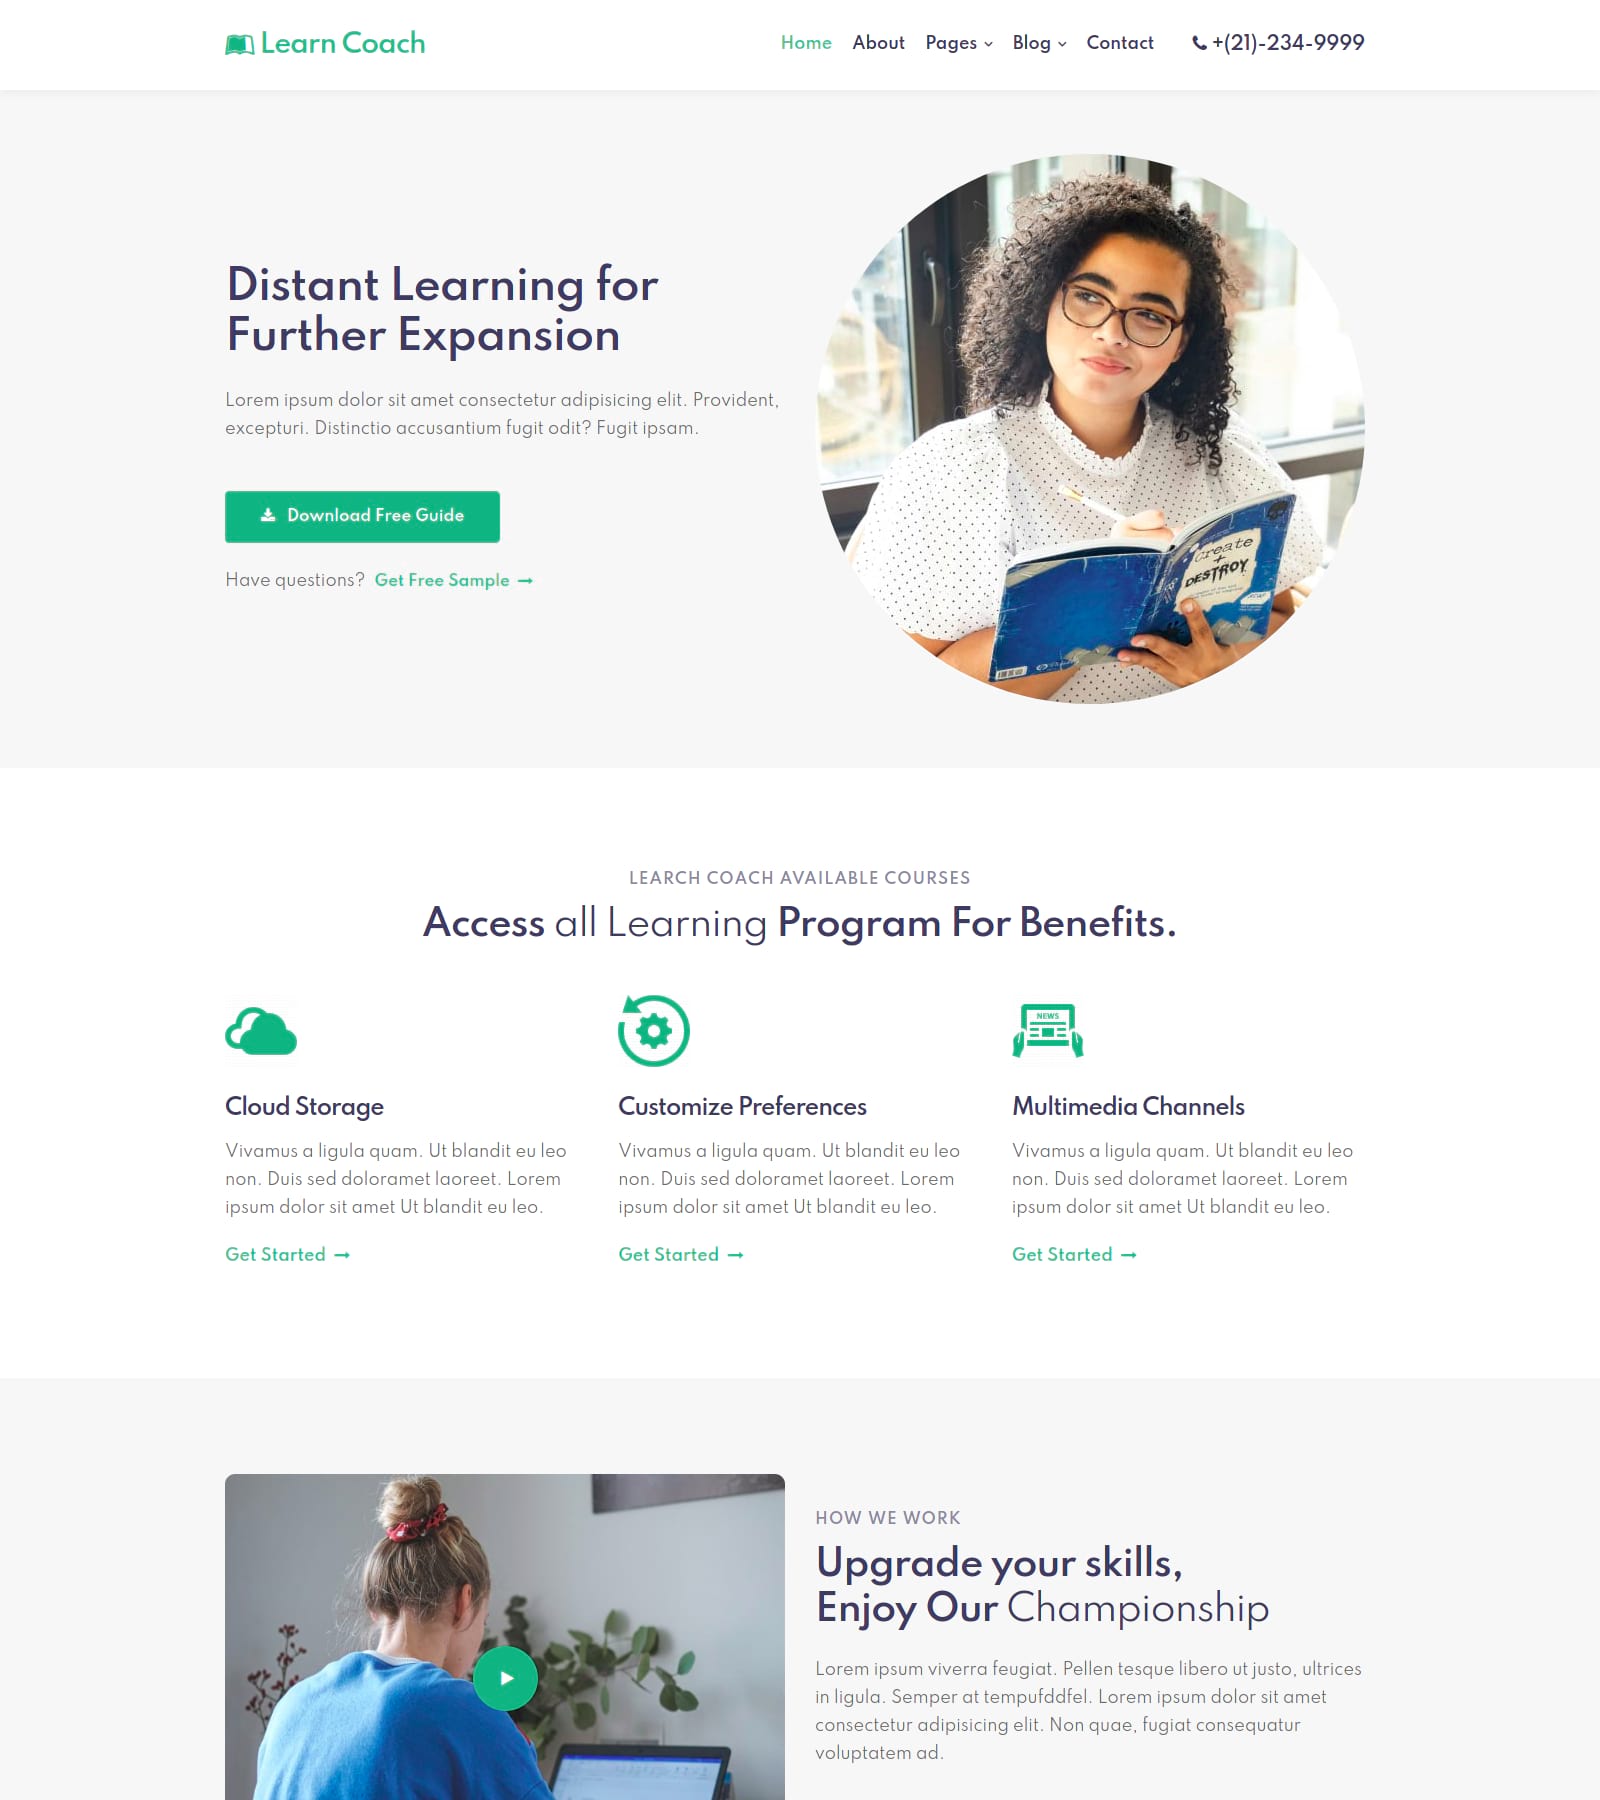 Learn Coach
Home About Pages Blog Contact +(21)-234-9999
Distant Learning for
Further Expansion
Lorem ipsum dolor sit amet consectetur adipisicing elit. Provident,
excepturi. Distinctio accusantium fugit odit? Fugit ipsam.
Download Free Guide
Have questions? Get Free Sample
create
+
DESTROY
LEARCH COACH AVAILABLE COURSES
Access all Learning Program For Benefits.
Cloud Storage
Vivamus a ligula quam. Ut blandit eu leo
non. Duis sed doloramet laoreet. Lorem
ipsum dolor sit amet Ut blandit eu leo.
Get Started
Customize Preferences
Vivamus a ligula quam. Ut blandit eu leo
non. Duis sed doloramet laoreet. Lorem
ipsum dolor sit amet Ut blandit eu leo.
Get Started
NEWS
Multimedia Channels
Vivamus a ligula quam. Ut blandit eu leo
non. Duis sed doloramet laoreet. Lorem
ipsum dolor sit amet Ut blandit eu leo.
Get Started
HOW WE WORK
Upgrade your skills,
Enjoy Our Championship
Lorem ipsum viverra feugiat. Pellen tesque libero ut justo, ultrices
in ligula. Semper at tempufddfel. Lorem ipsum dolor sit amet
consectetur adipisicing elit. Non quae, fugiat consequatur
voluptatem ad.